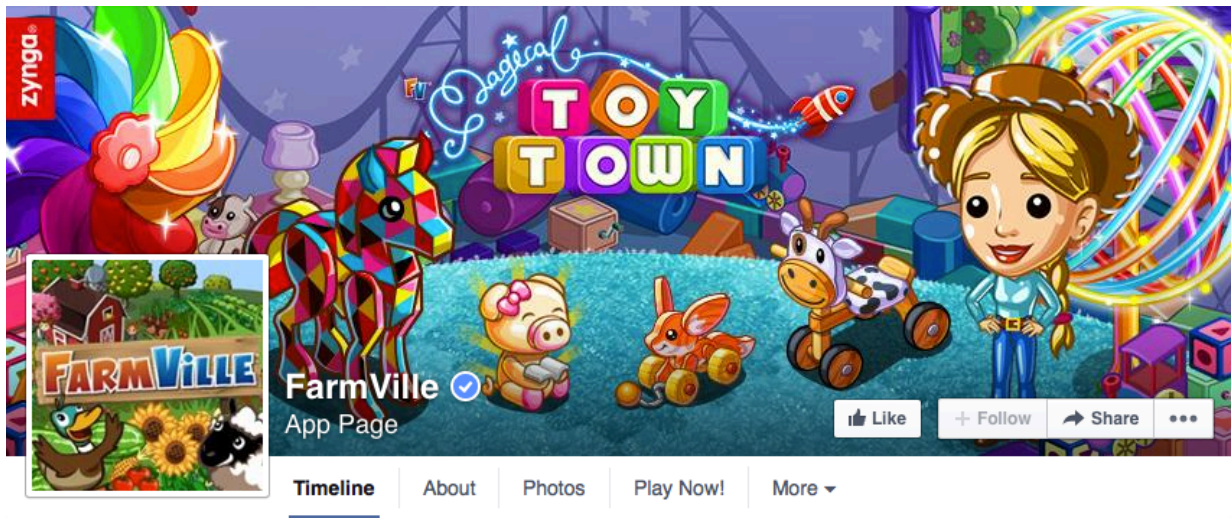 zynga
FV
Magical
TOY
TOWN
FARMVILLE
FarmVille
App Page
Like
+ Follow
Share
Timeline
About
Photos
Play Now!
More